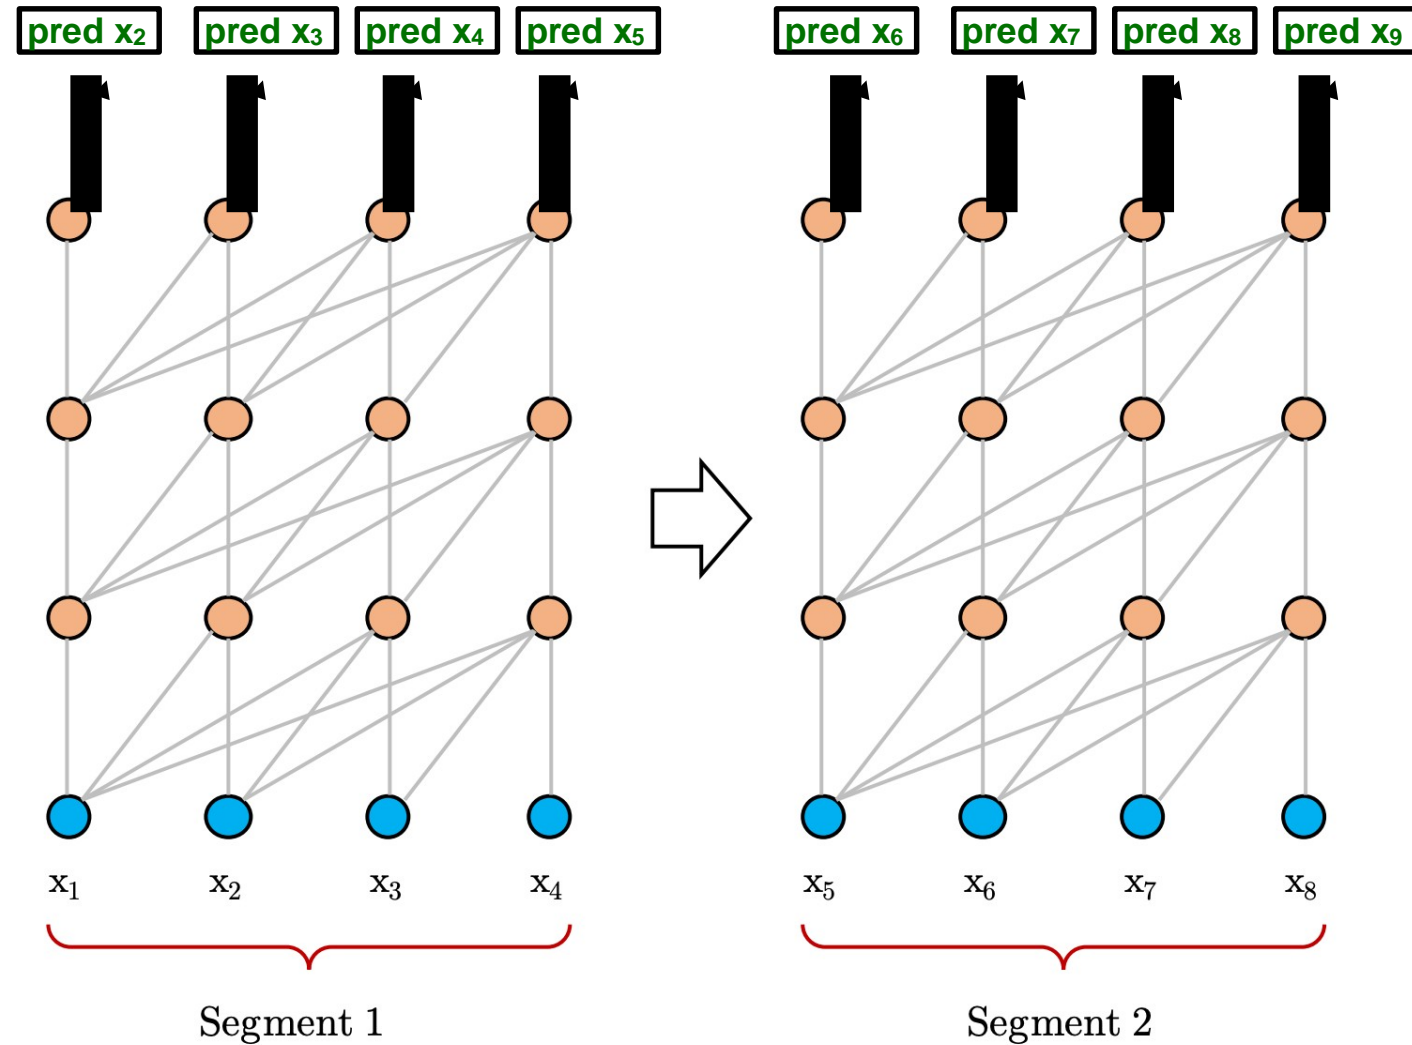 pred x₂ pred x₃ pred x₄ pred x₅ pred x₆ pred x₇ pred x₈ pred x₉
x₁ x₂ x₃ x₄ x₅ x₆ x₇ x₈
Segment 1 Segment 2